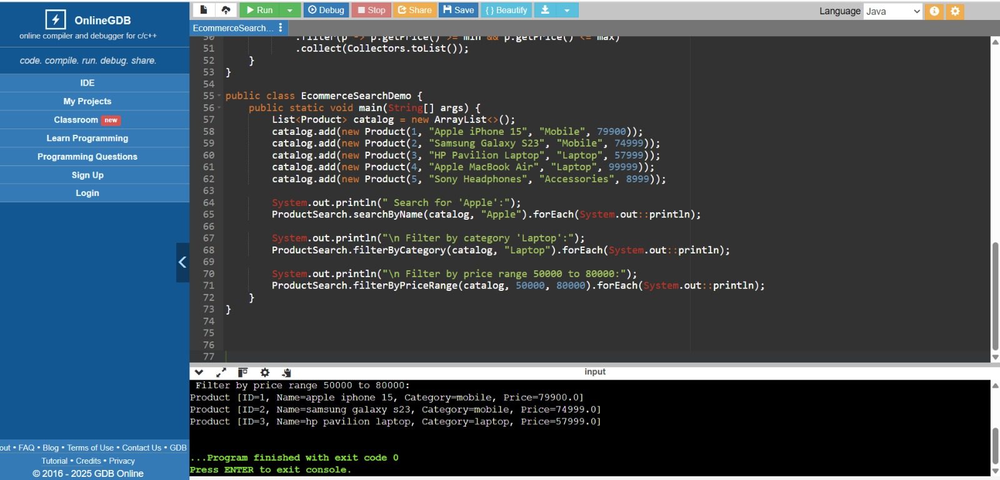 OnlineGDB
online compiler and debugger for c/c++
code. compile. run. debug. share.
IDE
My Projects
Classroom new
Learn Programming
Programming Questions
Sign Up
Login
out • FAQ • Blog • Terms of Use • Contact Us • GDB
Tutorial • Credits • Privacy
© 2016 - 2025 GDB Online
Run Debug Stop Share Save { } Beautify Language Java
EcommerceSearch...
50 .filter(p -> p.getPrice() >= min && p.getPrice() <= max)
51 .collect(Collectors.toList());
52 }
53 }
54
55 public class EcommerceSearchDemo {
56 public static void main(String[] args) {
57 List<Product> catalog = new ArrayList<>();
58 catalog.add(new Product(1, "Apple iPhone 15", "Mobile", 79900));
59 catalog.add(new Product(2, "Samsung Galaxy S23", "Mobile", 74999));
60 catalog.add(new Product(3, "HP Pavilion Laptop", "Laptop", 57999));
61 catalog.add(new Product(4, "Apple MacBook Air", "Laptop", 99999));
62 catalog.add(new Product(5, "Sony Headphones", "Accessories", 8999));
63
64 System.out.println(" Search for 'Apple':");
65 ProductSearch.searchByName(catalog, "Apple").forEach(System.out::println);
66
67 System.out.println("\n Filter by category 'Laptop':");
68 ProductSearch.filterByCategory(catalog, "Laptop").forEach(System.out::println);
69
70 System.out.println("\n Filter by price range 50000 to 80000:");
71 ProductSearch.filterByPriceRange(catalog, 50000, 80000).forEach(System.out::println);
72 }
73 }
74
75
76
77
input
Filter by price range 50000 to 80000:
Product [ID=1, Name=apple iphone 15, Category=mobile, Price=79900.0]
Product [ID=2, Name=samsung galaxy s23, Category=mobile, Price=74999.0]
Product [ID=3, Name=hp pavilion laptop, Category=laptop, Price=57999.0]
...Program finished with exit code 0
Press ENTER to exit console.